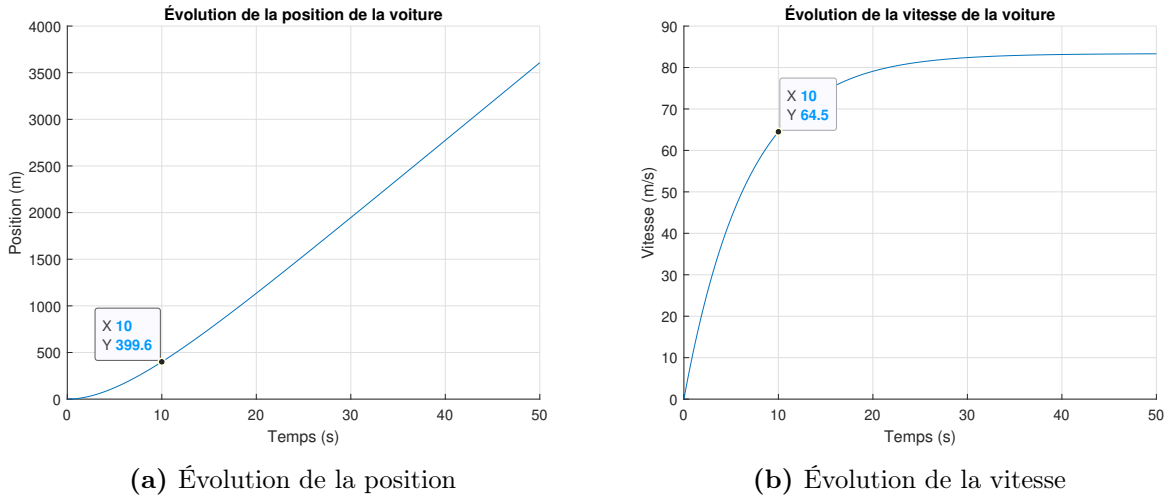 Évolution de la position de la voiture
4000
3500
3000
2500
2000
1500
1000
500
0
Position (m)
X 10
Y 399.6
0 10 20 30 40 50
Temps (s)
(a) Évolution de la position
Évolution de la vitesse de la voiture
90
80
70
60
50
40
30
20
10
0
Vitesse (m/s)
X 10
Y 64.5
0 10 20 30 40 50
Temps (s)
(b) Évolution de la vitesse